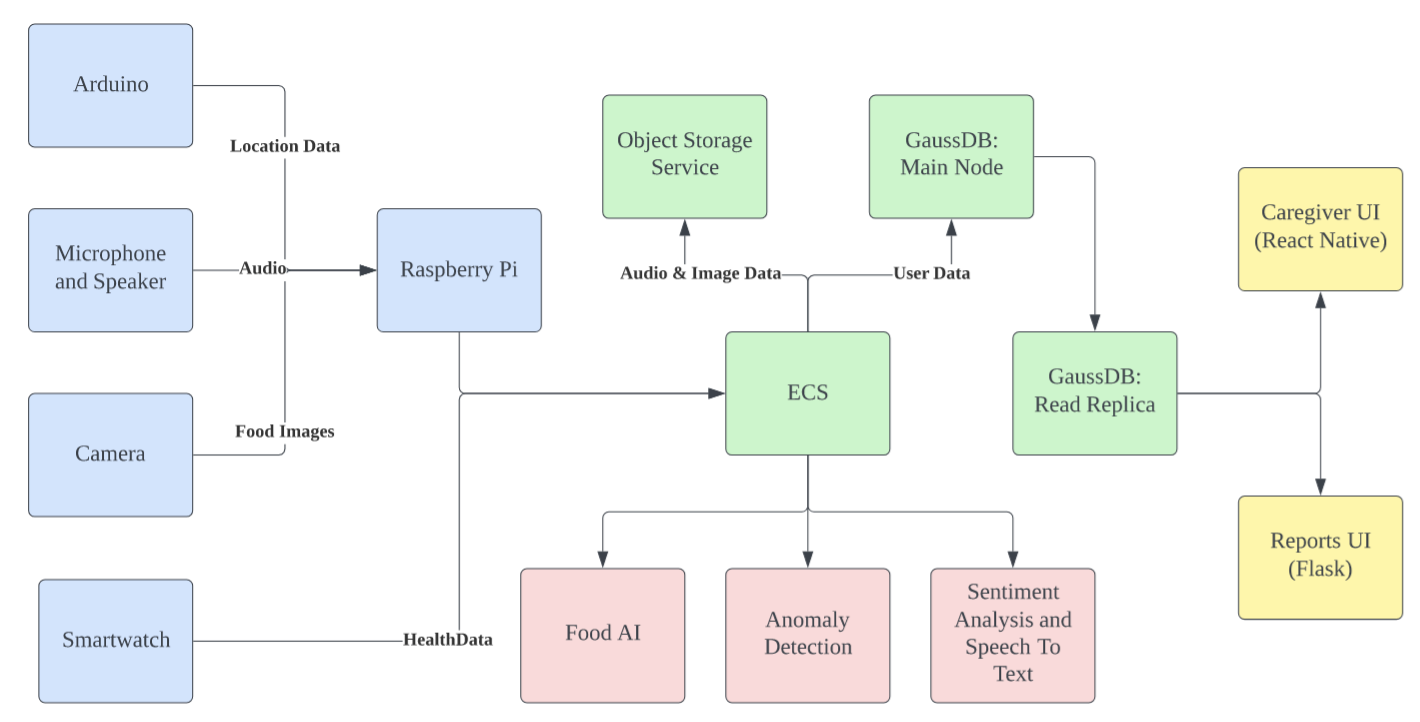 Arduino
Location Data
Microphone
and Speaker
Audio
Raspberry Pi
Camera
Food Images
Smartwatch
HealthData
Object Storage
Service
GaussDB:
Main Node
Audio & Image Data
User Data
ECS
GaussDB:
Read Replica
Caregiver UI
(React Native)
Reports UI
(Flask)
Food AI
Anomaly
Detection
Sentiment
Analysis and
Speech To
Text